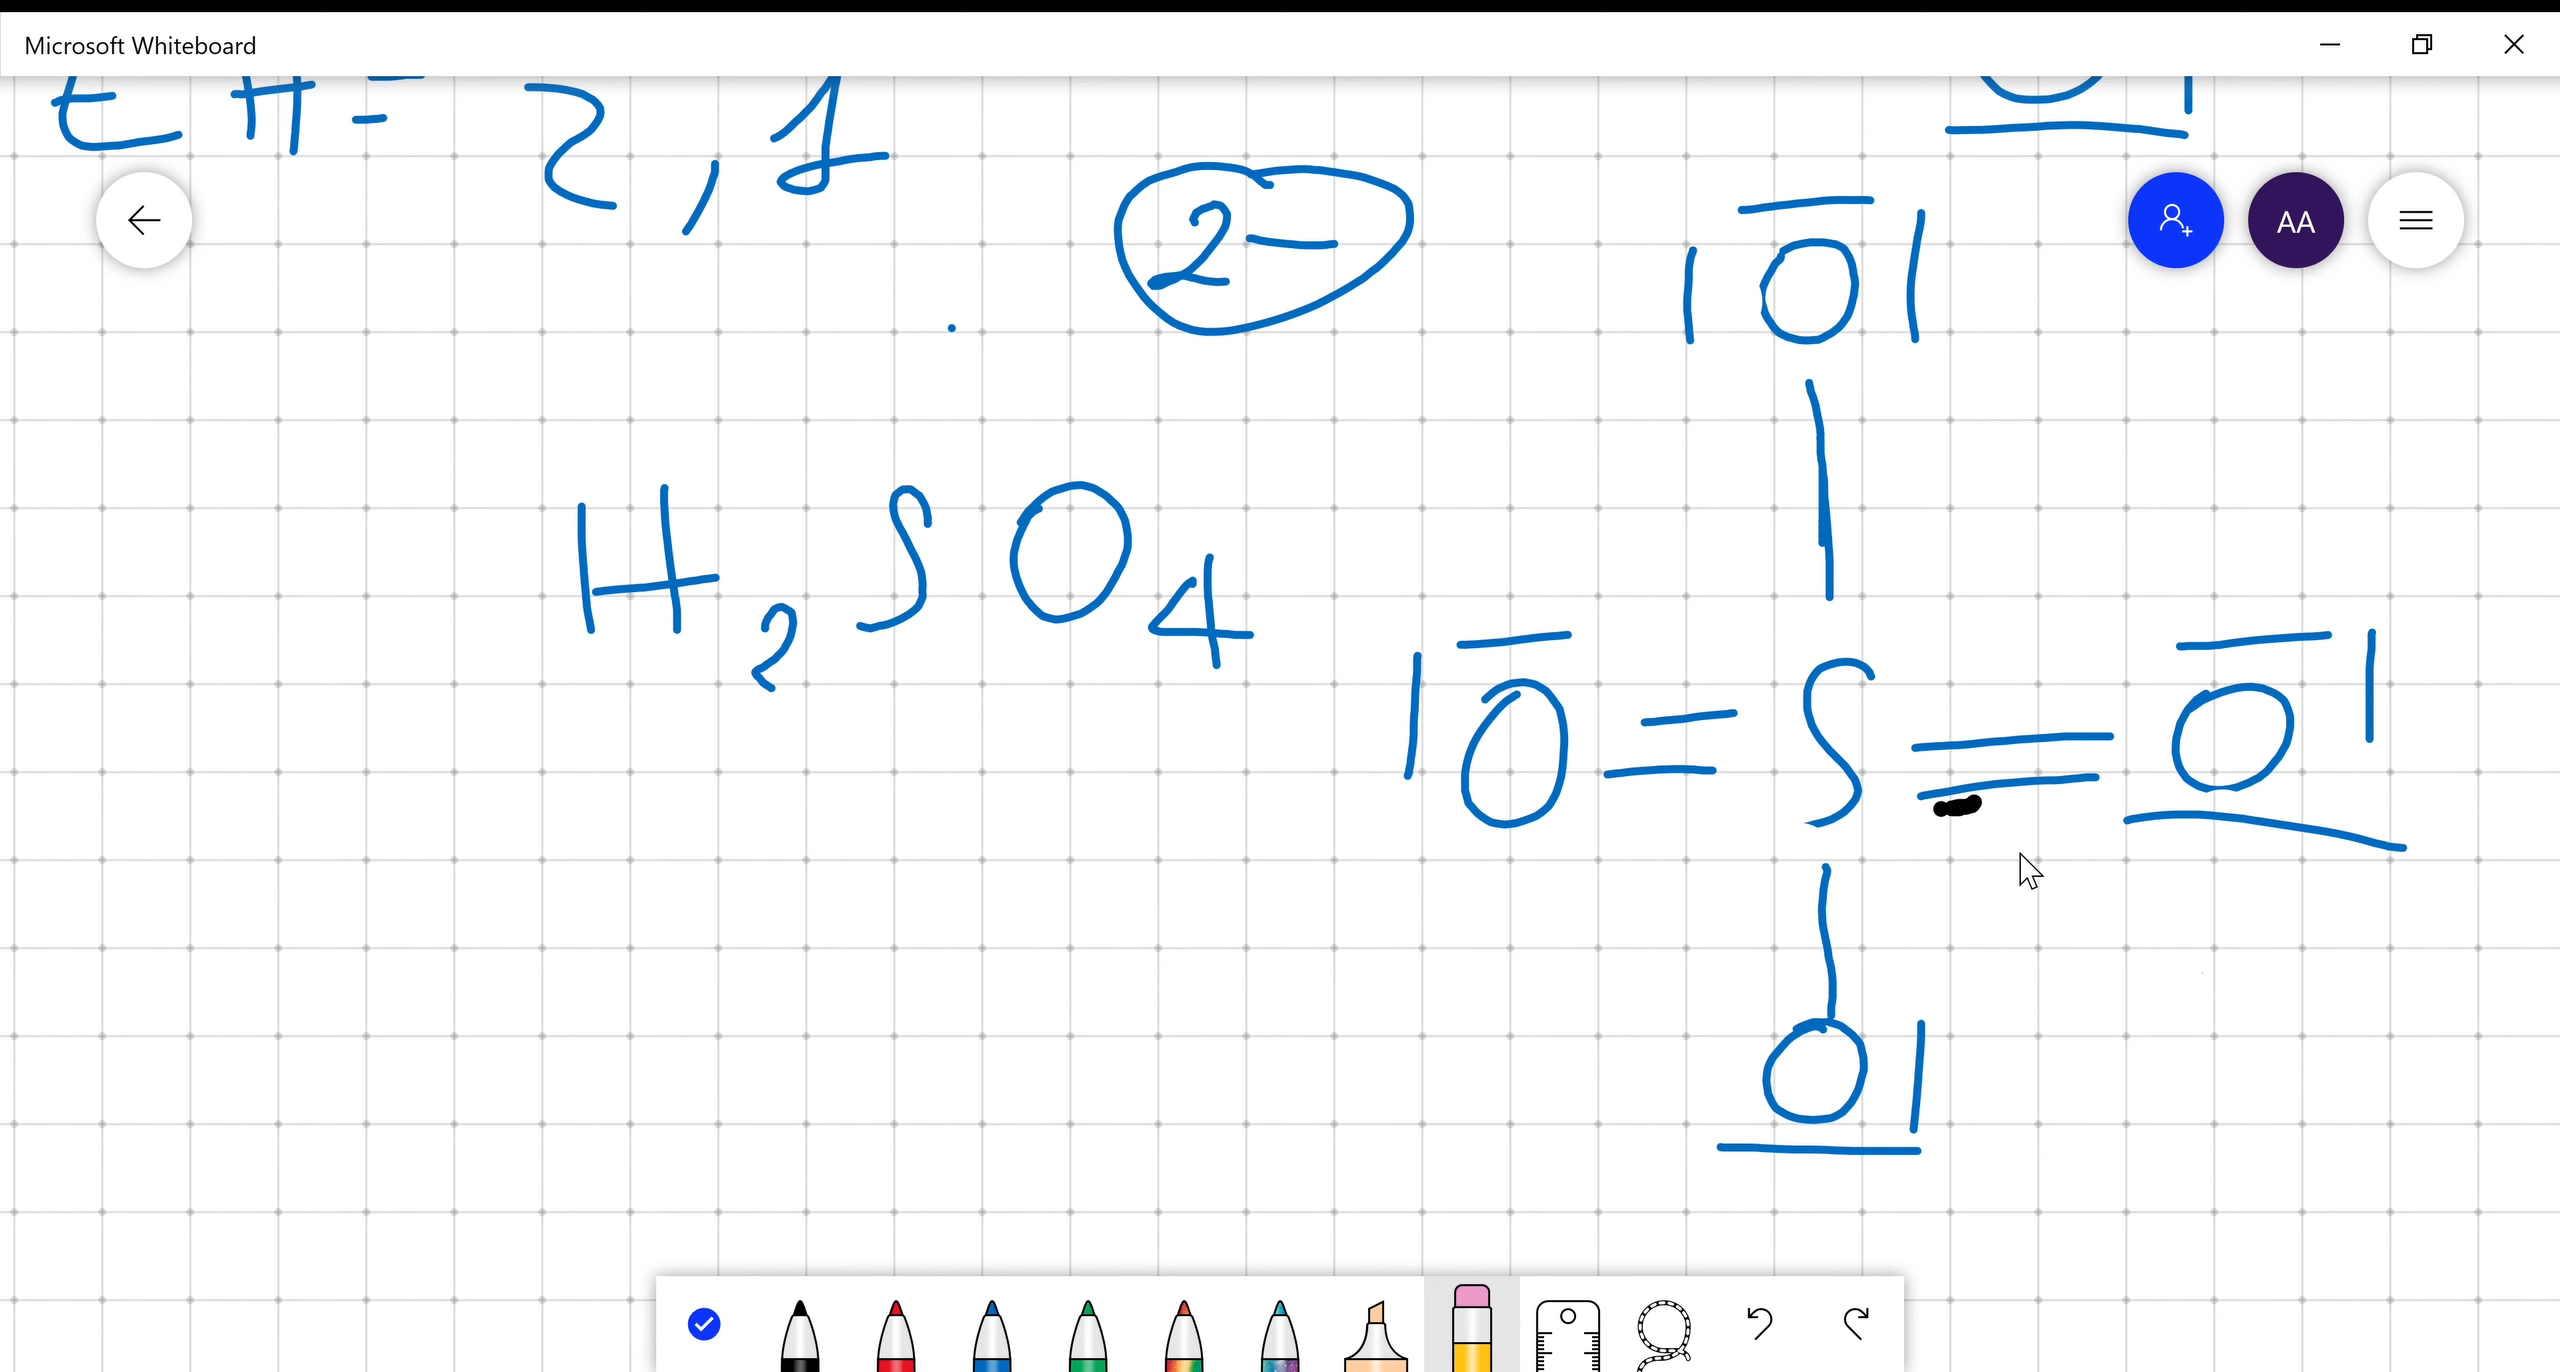 Microsoft Whiteboard
E A = 2,1
2-
AA
H2SO4
O
O = S = O
O